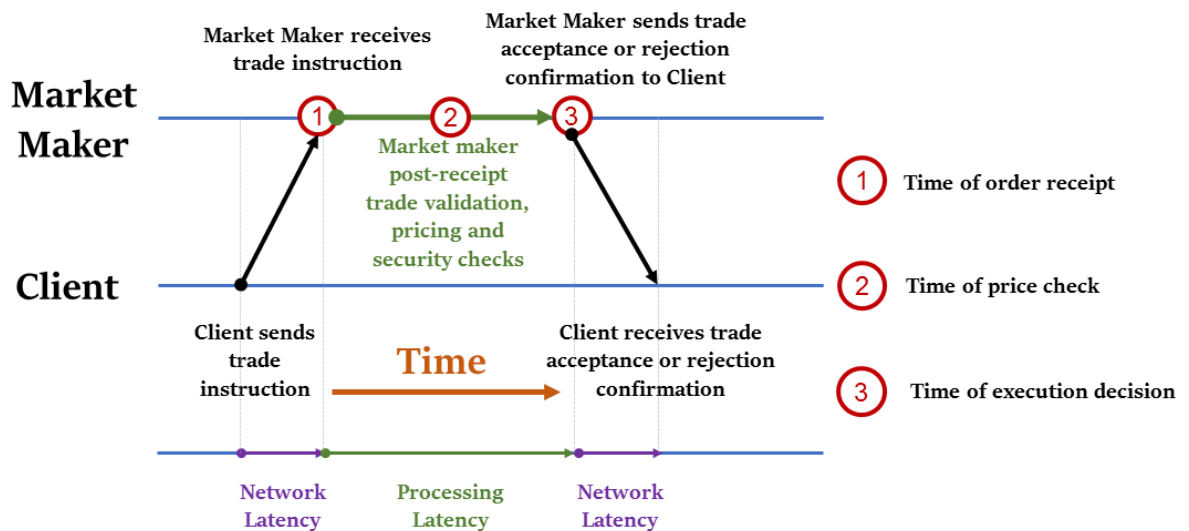 Market Maker receives
trade instruction
Market Maker sends trade
acceptance or rejection
confirmation to Client
Market
Maker
1
2
3
Market maker
post-receipt
trade validation,
pricing and
security checks
1 Time of order receipt
Client
2 Time of price check
Client sends
trade
instruction
Time
Client receives trade
acceptance or rejection
confirmation
3 Time of execution decision
Network
Latency
Processing
Latency
Network
Latency